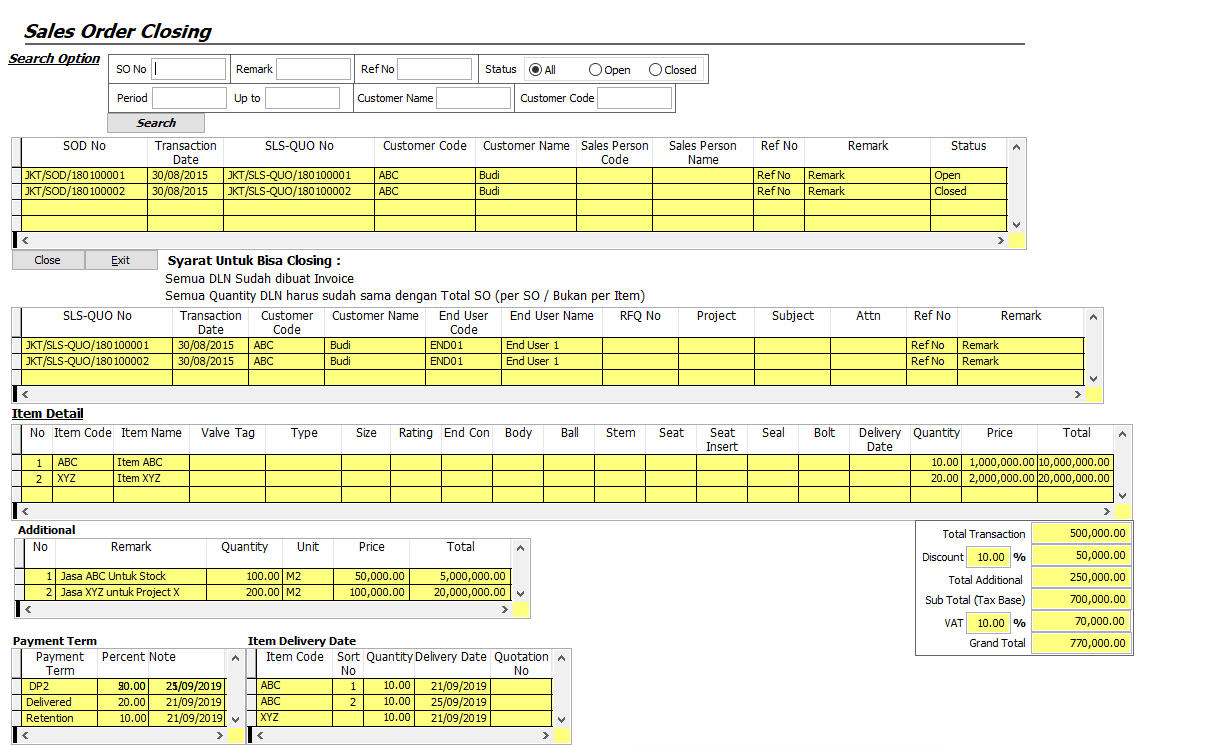 Sales Order Closing
Search Option
SO No Remark Ref No Status All Open Closed
Period Up to Customer Name Customer Code
Search
SOD No Transaction Date SLS-QUO No Customer Code Customer Name Sales Person Code Sales Person Name Ref No Remark Status
JKT/SOD/180100001 30/08/2015 JKT/SLS-QUO/180100001 ABC Budi Ref No Remark Open
JKT/SOD/180100002 30/08/2015 JKT/SLS-QUO/180100002 ABC Budi Ref No Remark Closed
Close Exit Syarat Untuk Bisa Closing :
Semua DLN Sudah dibuat Invoice
Semua Quantity DLN harus sudah sama dengan Total SO (per SO / Bukan per Item)
SLS-QUO No Transaction Date Customer Code Customer Name End User Code End User Name RFQ No Project Subject Attn Ref No Remark
JKT/SLS-QUO/180100001 30/08/2015 ABC Budi END01 End User 1 Ref No Remark
JKT/SLS-QUO/180100002 30/08/2015 ABC Budi END01 End User 1 Ref No Remark
Item Detail
No Item Code Item Name Valve Tag Type Size Rating End Con Body Ball Stem Seat Seat Insert Seal Bolt Delivery Date Quantity Price Total
1 ABC Item ABC 10.00 1,000,000.00 10,000,000.00
2 XYZ Item XYZ 20.00 2,000,000.00 20,000,000.00
Additional
No Remark Quantity Unit Price Total
1 Jasa ABC Untuk Stock 100.00 M2 50,000.00 5,000,000.00
2 Jasa XYZ untuk Project X 200.00 M2 100,000.00 20,000,000.00
Total Transaction 500,000.00
Discount 10.00 % 50,000.00
Total Additional 250,000.00
Sub Total (Tax Base) 700,000.00
VAT 10.00 % 70,000.00
Grand Total 770,000.00
Payment Term
Payment Term Percent Note
DP2
Delivered 20.00 21/09/2019
Retention 10.00 21/09/2019
Item Delivery Date
Item Code Sort No Quantity Delivery Date Quotation No
ABC 1 10.00 21/09/2019
ABC 2 10.00 25/09/2019
XYZ 10.00 21/09/2019